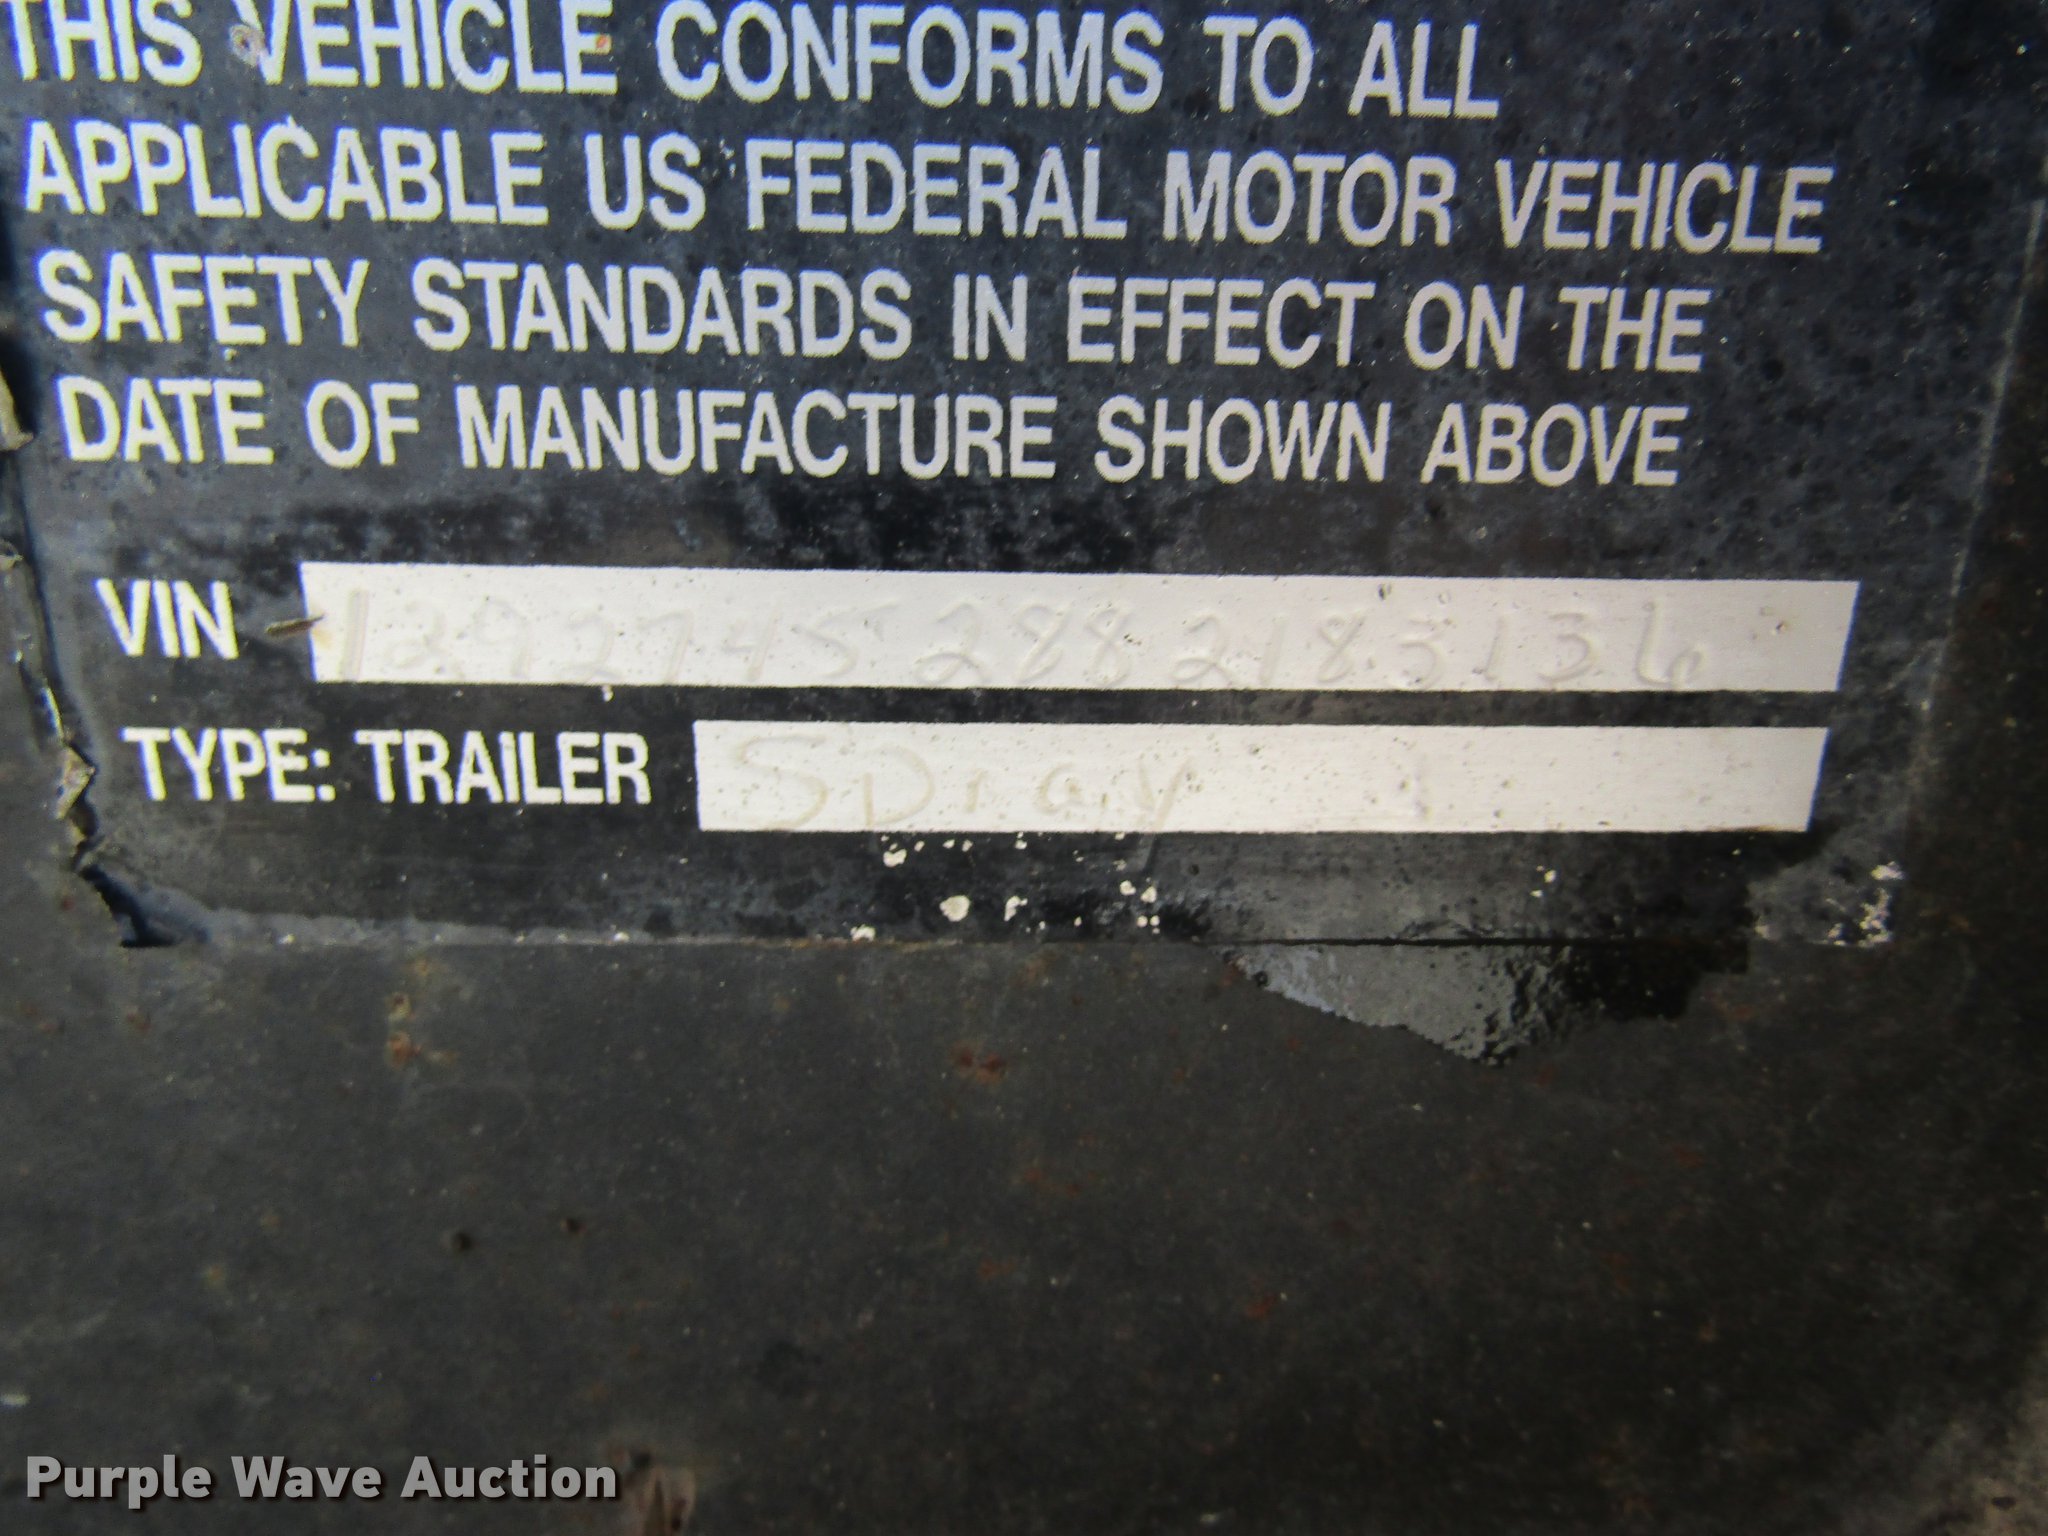 THIS VEHICLE CONFORMS TO ALL
APPLICABLE US FEDERAL MOTOR VEHICLE
SAFETY STANDARDS IN EFFECT ON THE
DATE OF MANUFACTURE SHOWN ABOVE
VIN 12927452882183136
TYPE: TRAILER Spray
Purple Wave Auction